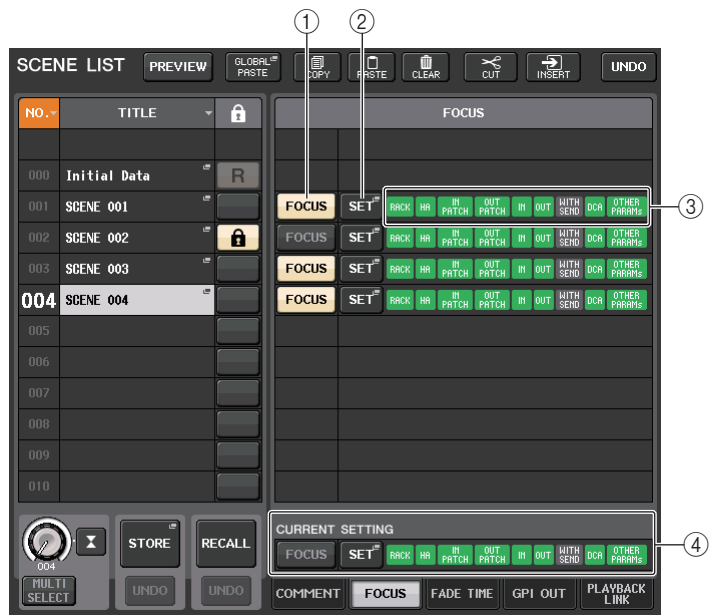 ① ②
SCENE LIST PREVIEW GLOBAL PASTE COPY PASTE CLEAR CUT INSERT UNDO
NO. TITLE FOCUS
000 Initial Data R
001 SCENE 001 FOCUS SET RACK HA IN PATCH OUT PATCH IN OUT WITH SEND DCA OTHER PARAMs ③
002 SCENE 002 FOCUS SET RACK HA IN PATCH OUT PATCH IN OUT WITH SEND DCA OTHER PARAMs
003 SCENE 003 FOCUS SET RACK HA IN PATCH OUT PATCH IN OUT WITH SEND DCA OTHER PARAMs
004 SCENE 004 FOCUS SET RACK HA IN PATCH OUT PATCH IN OUT WITH SEND DCA OTHER PARAMs
005
006
007
008
009
010
CURRENT SETTING
FOCUS SET RACK HA IN PATCH OUT PATCH IN OUT WITH SEND DCA OTHER PARAMs ④
004 STORE RECALL
MULTI SELECT UNDO UNDO
COMMENT FOCUS FADE TIME GPI OUT PLAYBACK LINK